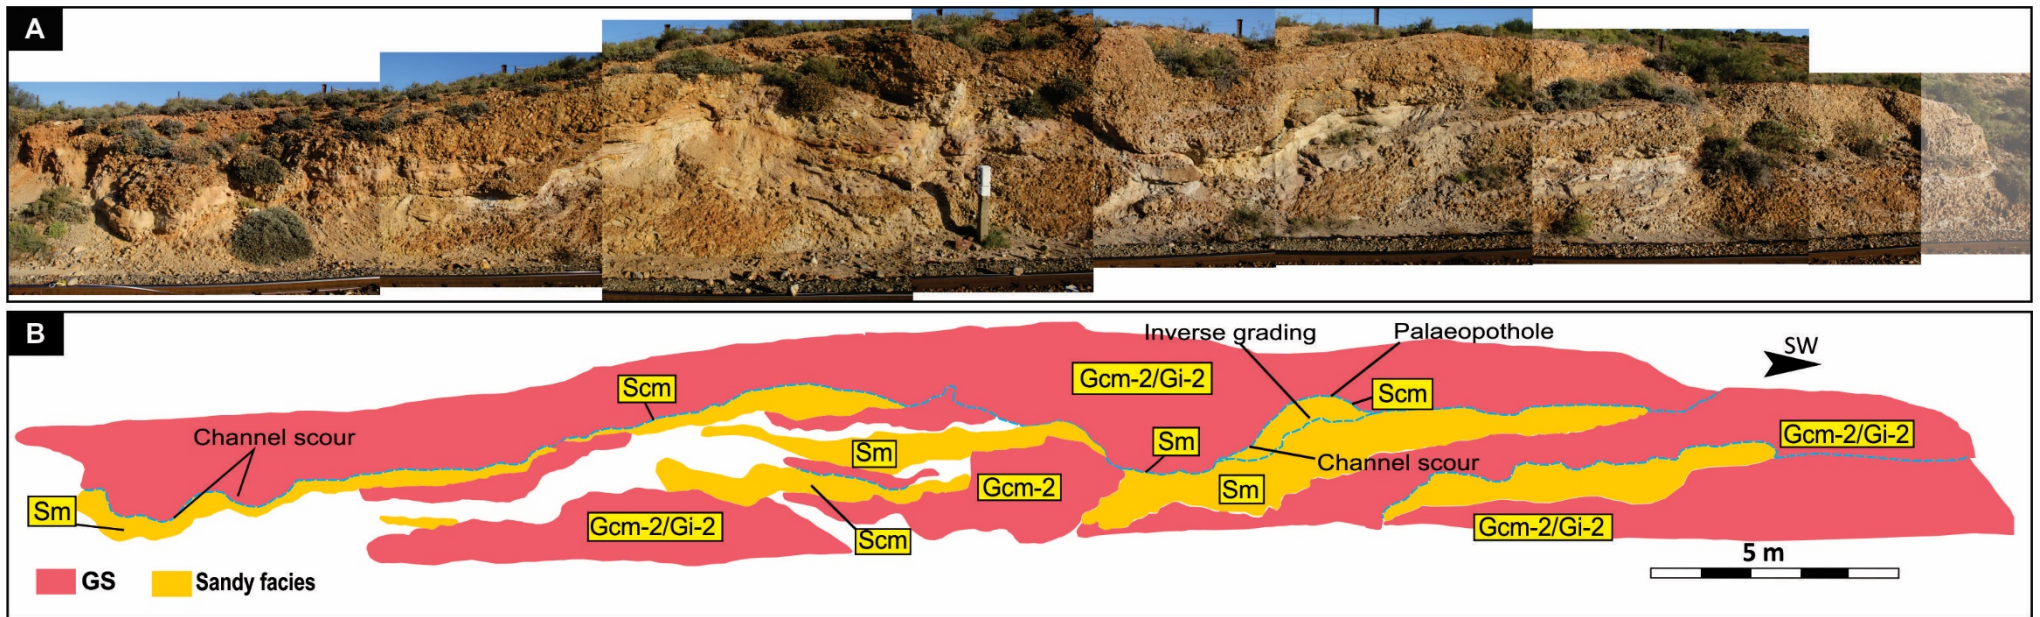 A
B
Inverse grading
Palaeopothole
SW
Scm
Gcm-2/Gi-2
Scm
Channel scour
Sm
Sm
Gcm-2/Gi-2
Channel scour
Sm
Gcm-2
Sm
Gcm-2/Gi-2
Scm
Gcm-2/Gi-2
5 m
GS
Sandy facies